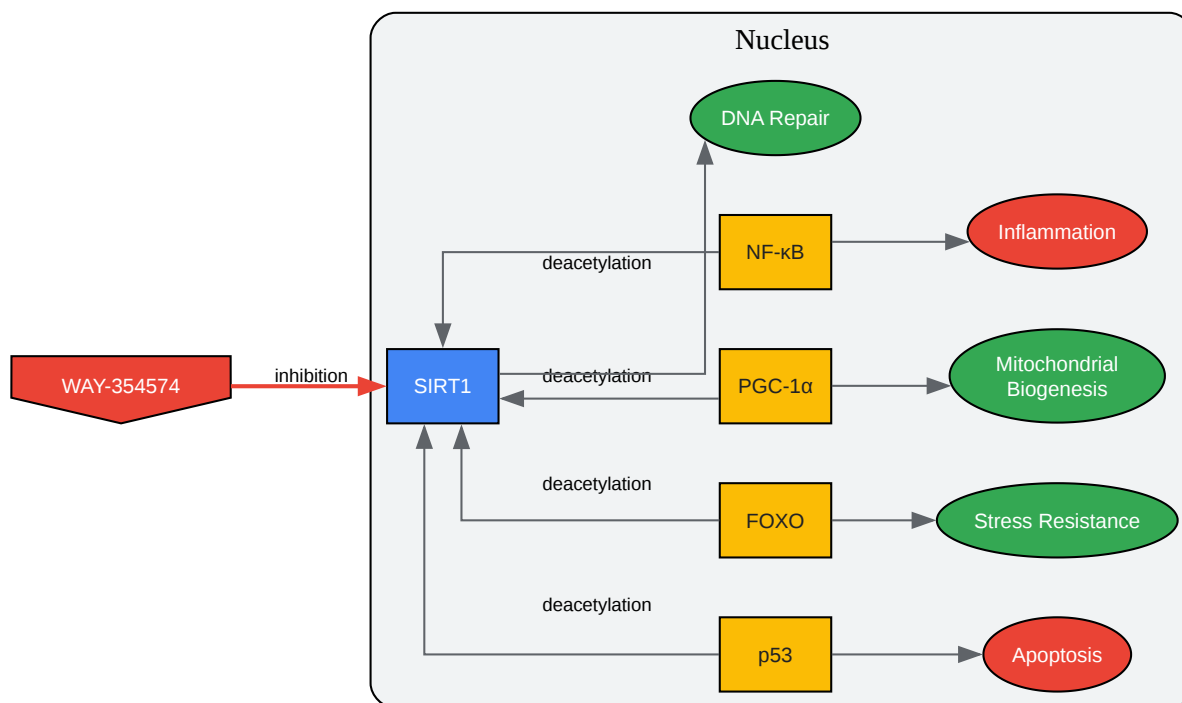 Nucleus
DNA Repair
NF-κB
Inflammation
deacetylation
WAY-354574
inhibition
SIRT1
deacetylation
PGC-1α
Mitochondrial
Biogenesis
deacetylation
FOXO
Stress Resistance
deacetylation
p53
Apoptosis